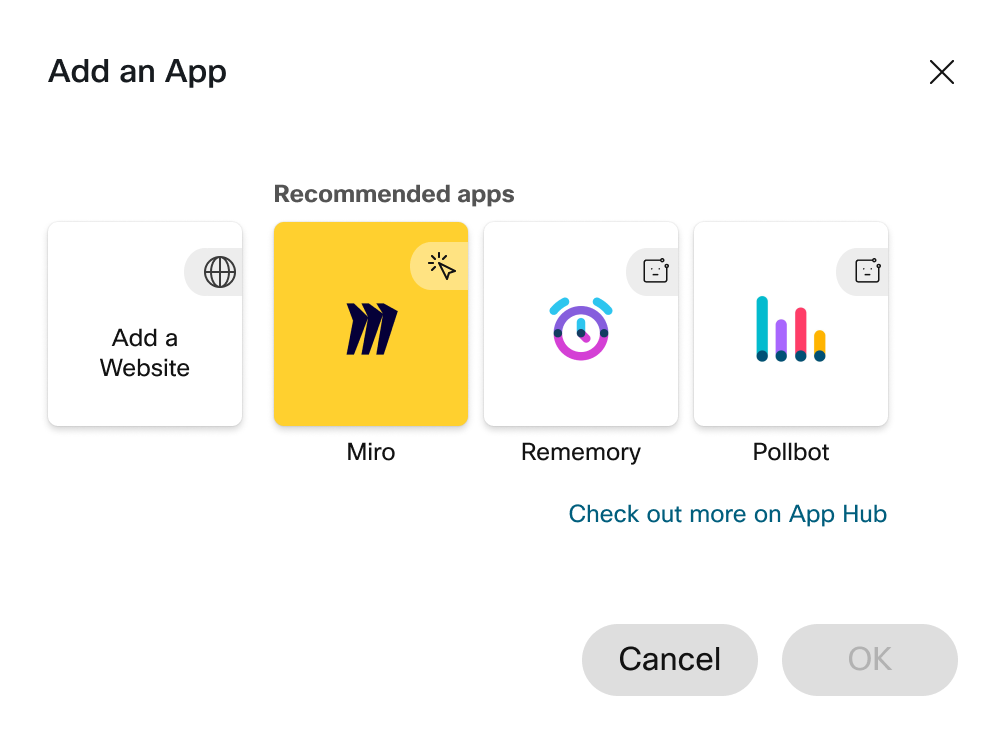 Add an App
Recommended apps
Add a
Website
Miro
Rememory
Pollbot
Check out more on App Hub
Cancel
OK